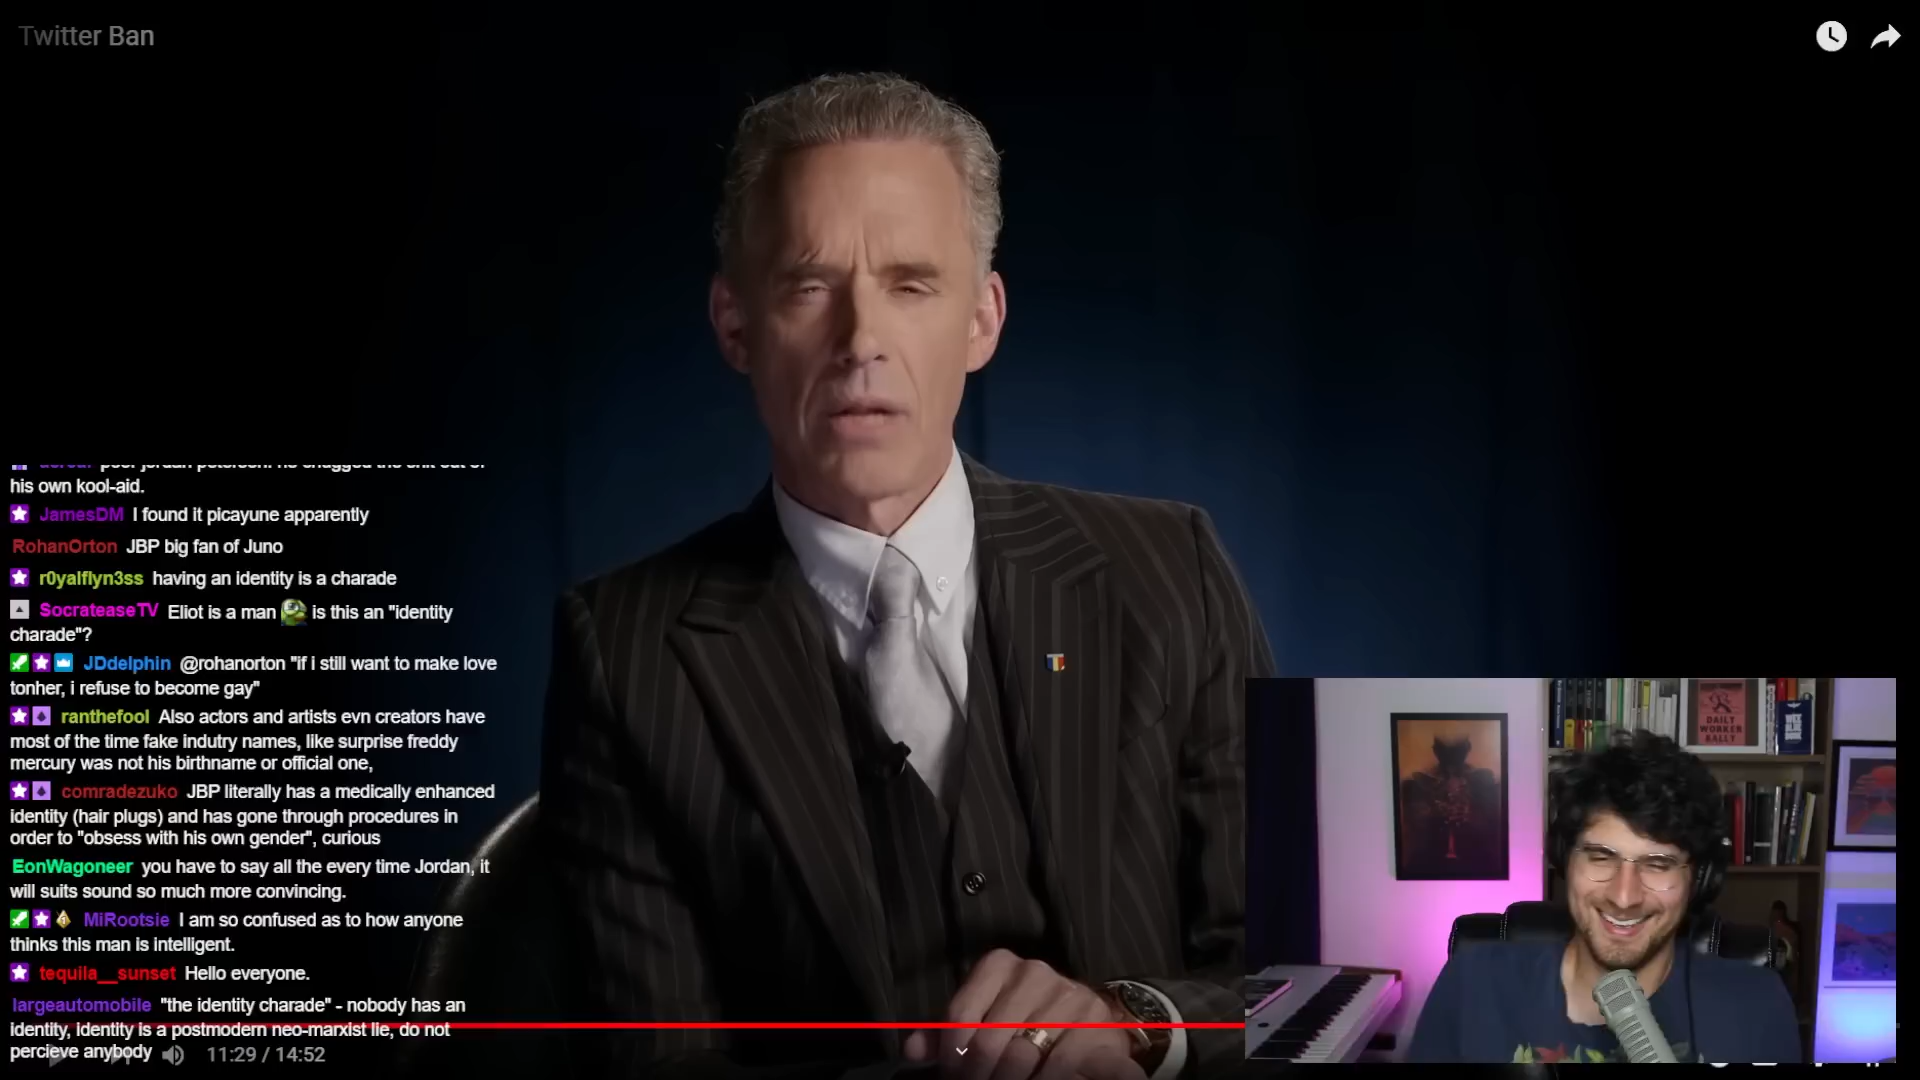 Twitter Ban
his own kool-aid.
JamesDM I found it picayune apparently
RohanOrton JBP big fan of Juno
r0yalflyn3ss having an identity is a charade
SocrateaseTV Eliot is a man is this an "identity
charade"?
JDdelphin @rohanorton "if i still want to make love
tonher, i refuse to become gay"
ranthefool Also actors and artists evn creators have
most of the time fake indutry names, like surprise freddy
mercury was not his birthname or official one,
comradezuko JBP literally has a medically enhanced
identity (hair plugs) and has gone through procedures in
order to "obsess with his own gender", curious
EonWagoneer you have to say all the every time Jordan, it
will suits sound so much more convincing.
MiRootsie I am so confused as to how anyone
thinks this man is intelligent.
tequila__sunset Hello everyone.
largeautomobile "the identity charade" - nobody has an
identity, identity is a postmodern neo-marxist lie, do not
percieve anybody
11:29 / 14:52
DAILY
WORKER
RALLY